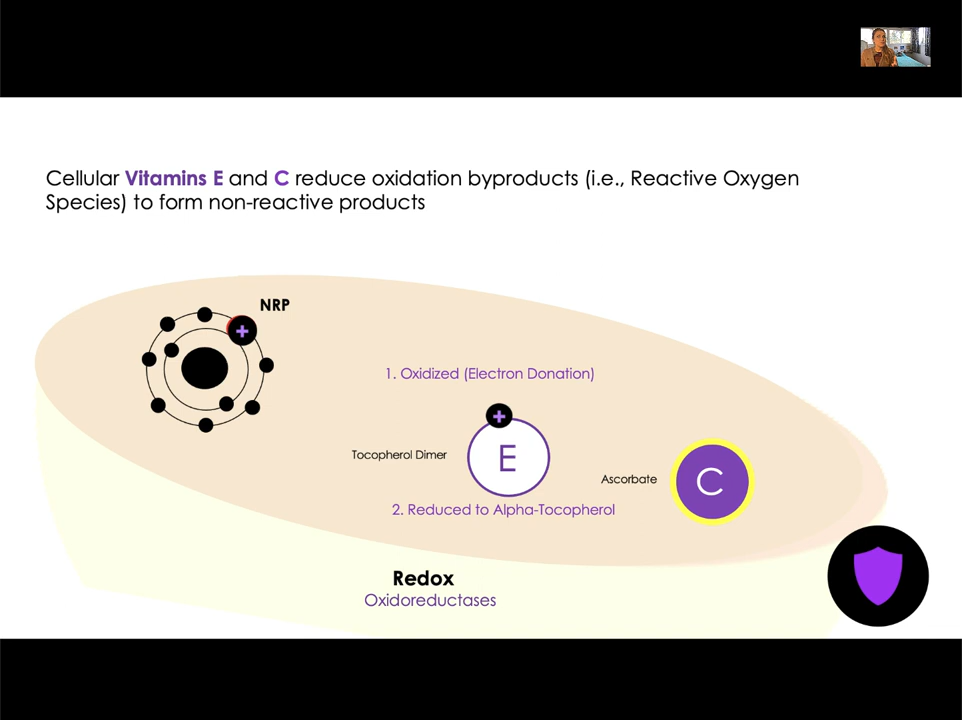 Cellular Vitamins E and C reduce oxidation byproducts (i.e., Reactive Oxygen
Species) to form non-reactive products
NRP
+
1. Oxidized (Electron Donation)
+
Tocopherol Dimer
E
Ascorbate
C
2. Reduced to Alpha-Tocopherol
Redox
Oxidoreductases